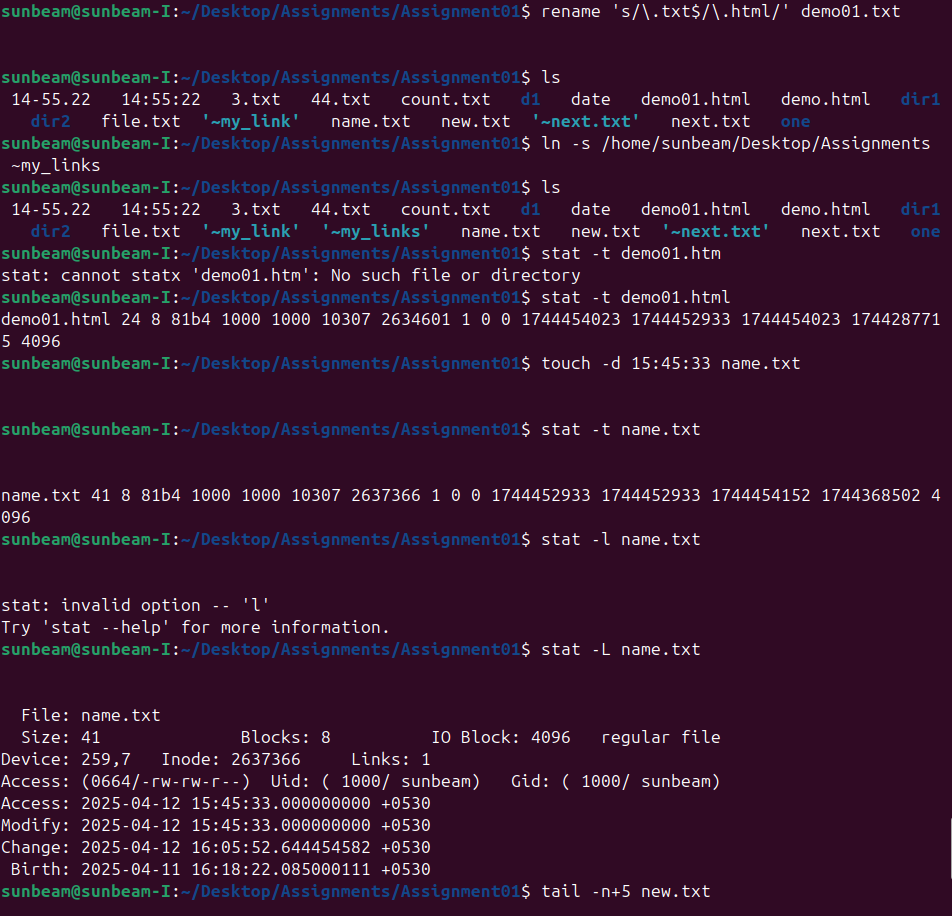 sunbeam@sunbeam-I:~/Desktop/Assignments/Assignment01$ rename 's/\.txt$/\.html/' demo01.txt
sunbeam@sunbeam-I:~/Desktop/Assignments/Assignment01$ ls
14-55.22   14:55:22   3.txt   44.txt   count.txt   d1   date   demo01.html   demo.html   dir1
dir2   file.txt  '~my_link'   name.txt   new.txt  '~next.txt'   next.txt   one
sunbeam@sunbeam-I:~/Desktop/Assignments/Assignment01$ ln -s /home/sunbeam/Desktop/Assignments
~my_links
sunbeam@sunbeam-I:~/Desktop/Assignments/Assignment01$ ls
14-55.22   14:55:22   3.txt   44.txt   count.txt   d1   date   demo01.html   demo.html   dir1
dir2   file.txt  '~my_link'  '~my_links'   name.txt   new.txt  '~next.txt'   next.txt   one
sunbeam@sunbeam-I:~/Desktop/Assignments/Assignment01$ stat -t demo01.htm
stat: cannot statx 'demo01.htm': No such file or directory
sunbeam@sunbeam-I:~/Desktop/Assignments/Assignment01$ stat -t demo01.html
demo01.html 24 8 81b4 1000 1000 10307 2634601 1 0 0 1744454023 1744452933 1744454023 174428771
5 4096
sunbeam@sunbeam-I:~/Desktop/Assignments/Assignment01$ touch -d 15:45:33 name.txt
sunbeam@sunbeam-I:~/Desktop/Assignments/Assignment01$ stat -t name.txt
name.txt 41 8 81b4 1000 1000 10307 2637366 1 0 0 1744452933 1744452933 1744454152 1744368502 4
096
sunbeam@sunbeam-I:~/Desktop/Assignments/Assignment01$ stat -l name.txt
stat: invalid option -- 'l'
Try 'stat --help' for more information.
sunbeam@sunbeam-I:~/Desktop/Assignments/Assignment01$ stat -L name.txt
File: name.txt
Size: 41              Blocks: 8          IO Block: 4096   regular file
Device: 259,7   Inode: 2637366     Links: 1
Access: (0664/-rw-rw-r--)  Uid: ( 1000/ sunbeam)   Gid: ( 1000/ sunbeam)
Access: 2025-04-12 15:45:33.000000000 +0530
Modify: 2025-04-12 15:45:33.000000000 +0530
Change: 2025-04-12 16:05:52.644454582 +0530
Birth: 2025-04-11 16:18:22.085000111 +0530
sunbeam@sunbeam-I:~/Desktop/Assignments/Assignment01$ tail -n+5 new.txt